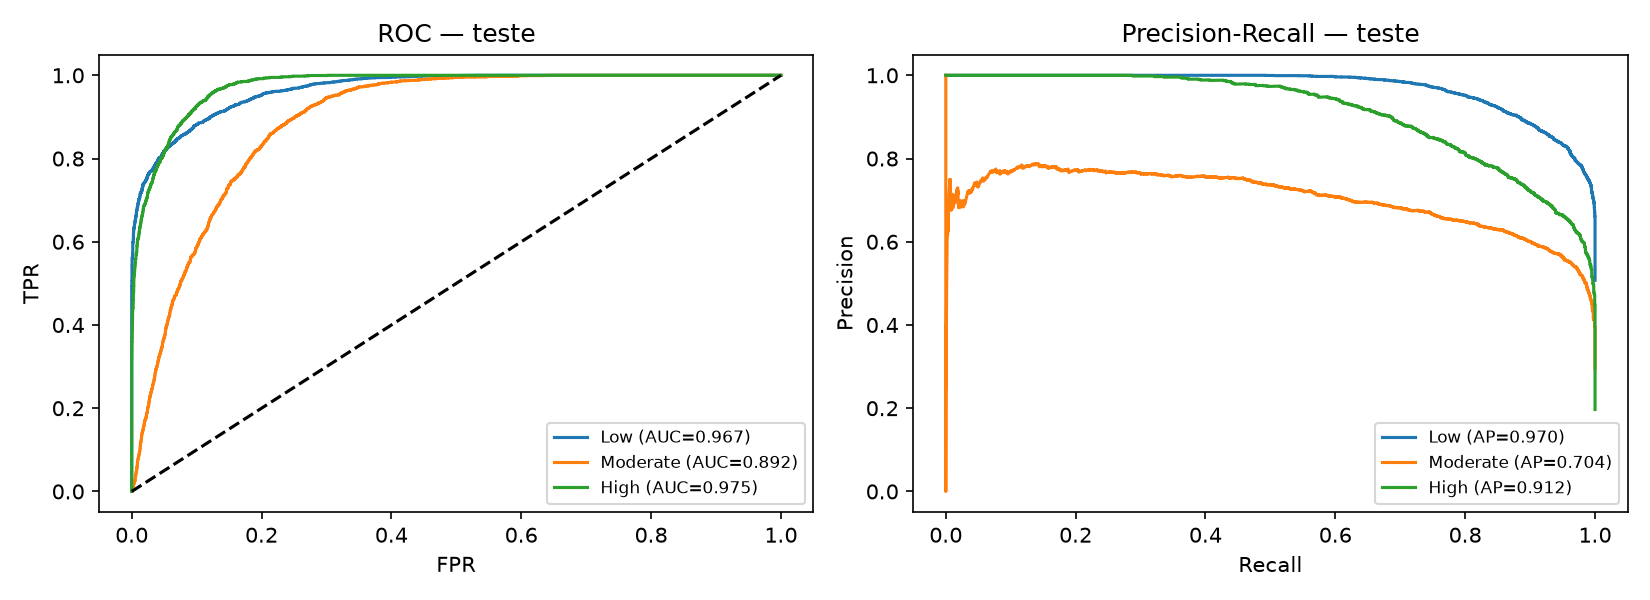 ROC — teste
TPR
1.0
0.8
0.6
0.4
0.2
0.0
Low (AUC=0.967)
Moderate (AUC=0.892)
High (AUC=0.975)
0.0 0.2 0.4 0.6 0.8 1.0
FPR
Precision-Recall — teste
Precision
1.0
0.8
0.6
0.4
0.2
0.0
Low (AP=0.970)
Moderate (AP=0.704)
High (AP=0.912)
0.0 0.2 0.4 0.6 0.8 1.0
Recall